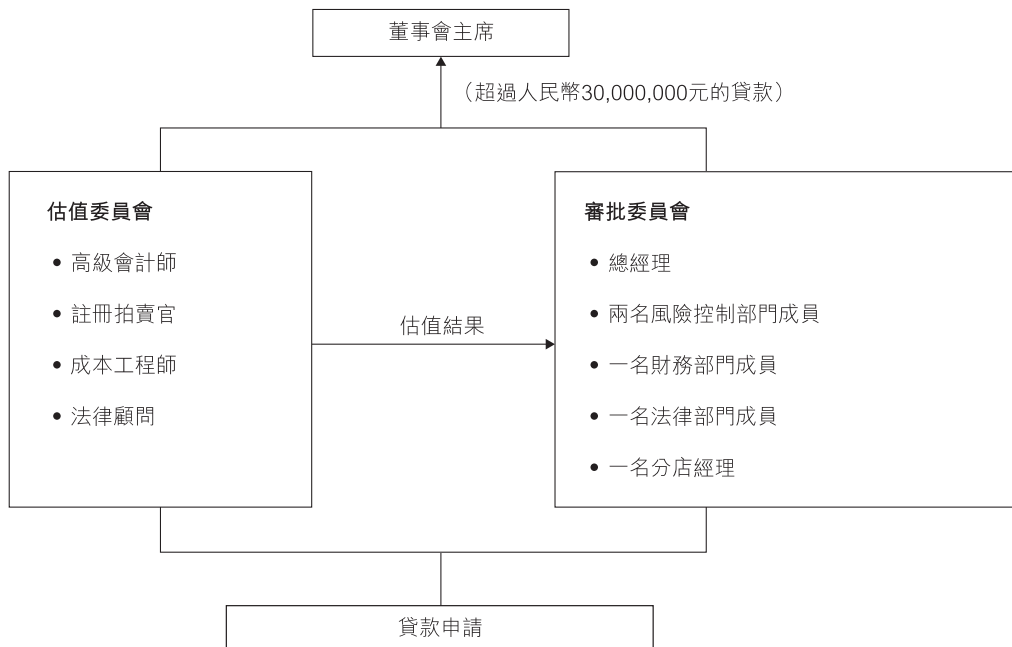 董事會主席
（超過人民幣30,000,000元的貸款）
估值委員會
• 高級會計師
• 註冊拍賣官
• 成本工程師
• 法律顧問
估值結果
審批委員會
• 總經理
• 兩名風險控制部門成員
• 一名財務部門成員
• 一名法律部門成員
• 一名分店經理
貸款申請